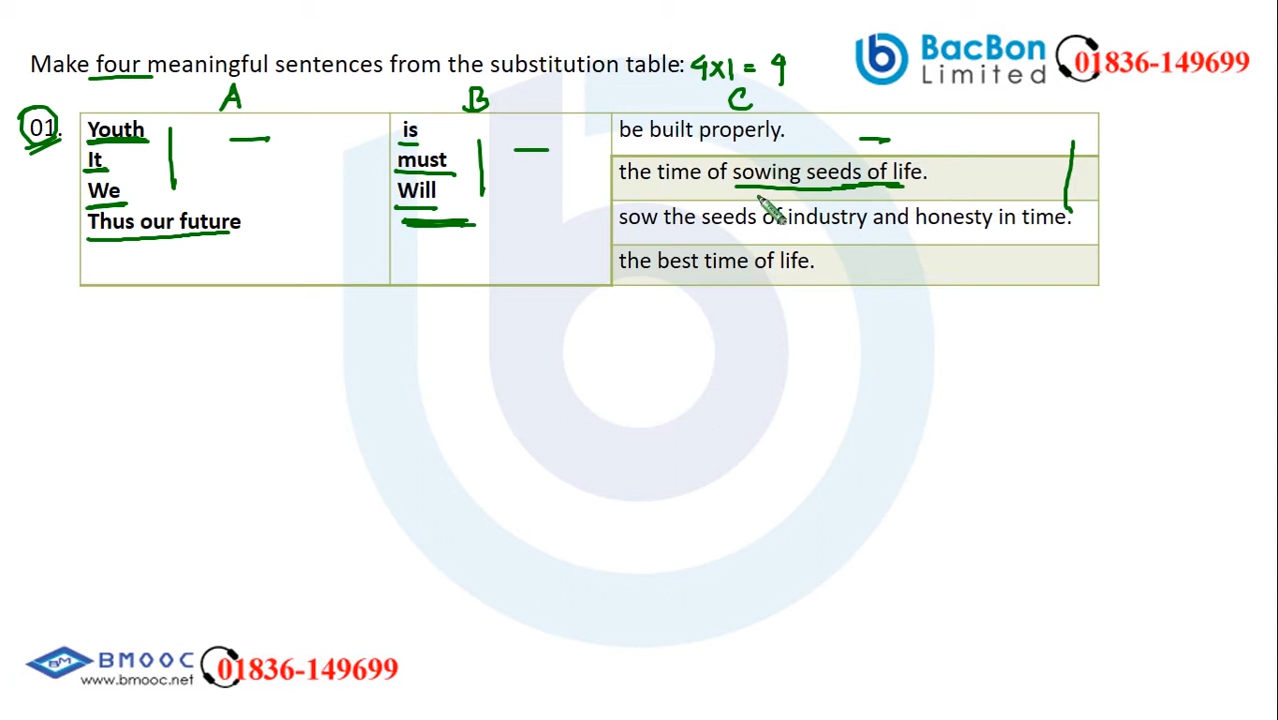 BacBon
Limited
01836-149699
Make four meaningful sentences from the substitution table: 4x1 = 4
A B C
01. Youth is be built properly.
It must the time of sowing seeds of life.
We Will sow the seeds of industry and honesty in time.
Thus our future
the best time of life.
BM BMOOC
www.bmooc.net
01836-149699